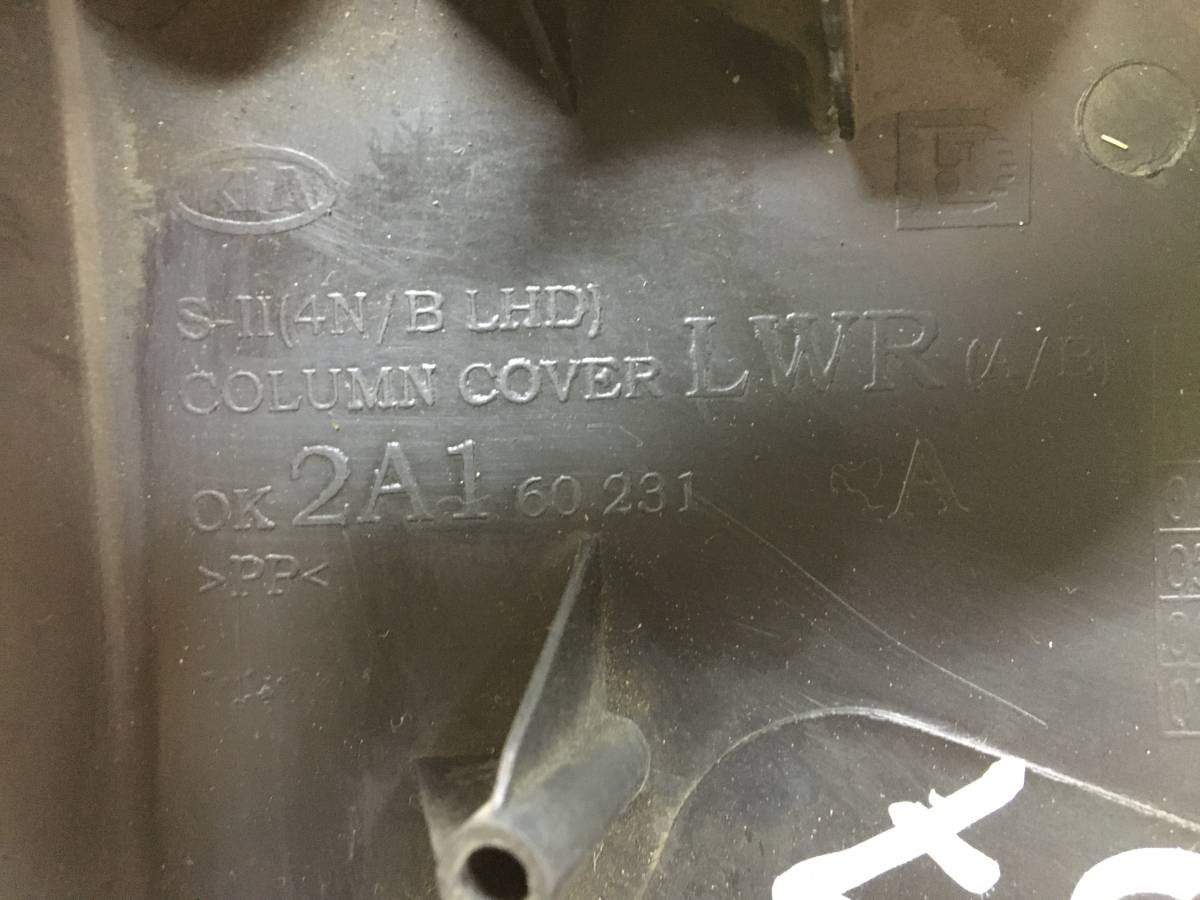 KIA
S-II(4N/B LHD)
COLUMN COVER LWR (A/B)
OK 2A1 60 231 A
>PP<